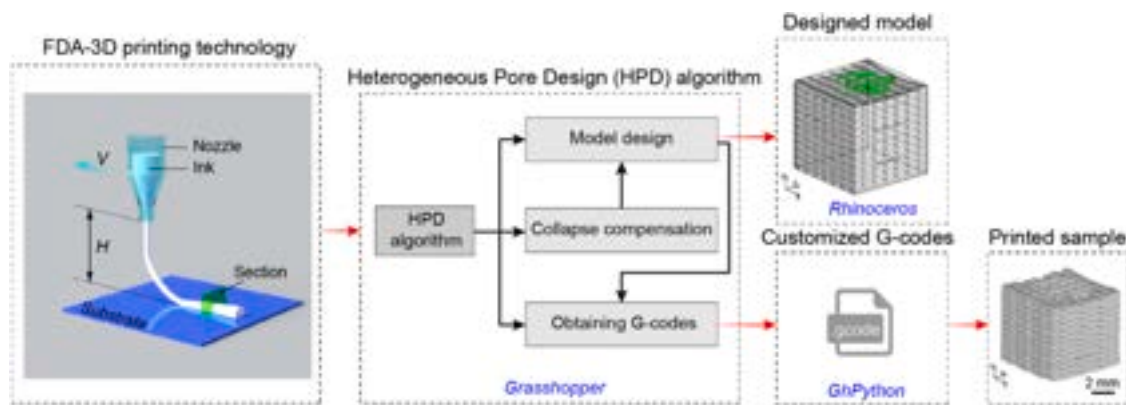 FDA-3D printing technology
V
Nozzle
Ink
H
Section
Substrate
Heterogeneous Pore Design (HPD) algorithm
HPD
algorithm
Model design
Collapse compensation
Obtaining G-codes
Grasshopper
Designed model
Rhinoceros
Customized G-codes
gcode
GhPython
Printed sample
2 mm